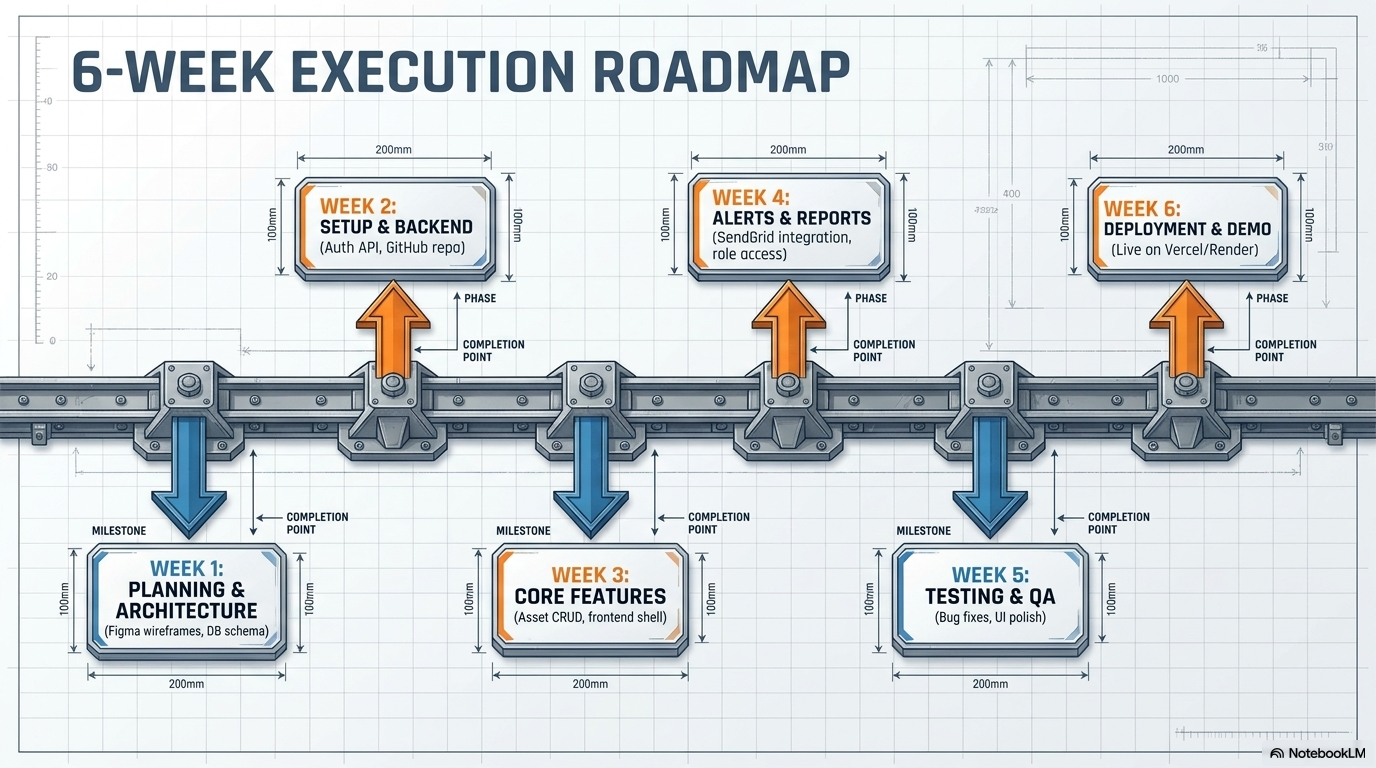 6-WEEK EXECUTION ROADMAP
1000
400
40
80
20
0
200mm
100mm
100mm
WEEK 2:
SETUP & BACKEND
(Auth API, GitHub repo)
PHASE
COMPLETION
POINT
200mm
100mm
100mm
WEEK 4:
ALERTS & REPORTS
(SendGrid integration,
role access)
PHASE
COMPLETION
POINT
200mm
100mm
100mm
WEEK 6:
DEPLOYMENT & DEMO
(Live on Vercel/Render)
PHASE
COMPLETION
POINT
MILESTONE
COMPLETION
POINT
100mm
100mm
WEEK 1:
PLANNING &
ARCHITECTURE
(Figma wireframes, DB schema)
200mm
MILESTONE
COMPLETION
POINT
100mm
100mm
WEEK 3:
CORE FEATURES
(Asset CRUD, frontend shell)
200mm
MILESTONE
COMPLETION
POINT
100mm
100mm
WEEK 5:
TESTING & QA
(Bug fixes, UI polish)
200mm
NotebookLM